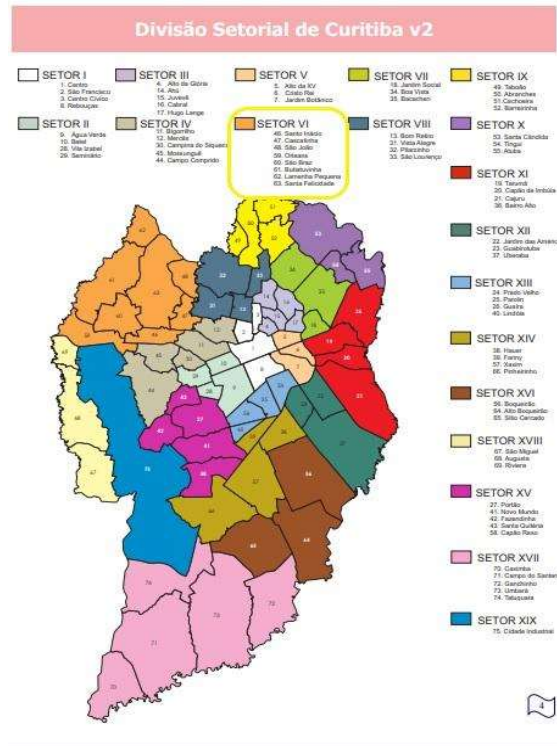 Divisão Setorial de Curitiba v2
SETOR I
1. Centro
2. São Francisco
3. Centro Cívico
8. Rebouças
SETOR III
4. Alto da Glória
14. Ahú
15. Juvevê
16. Cabral
17. Hugo Lange
SETOR V
5. Alto da XV
6. Cristo Rei
7. Jardim Botânico
SETOR VII
18. Jardim Social
34. Boa Vista
35. Bacacheri
SETOR IX
49. Taboão
50. Abranches
51. Cachoeira
52. Barreirinha
SETOR II
9. Água Verde
10. Batel
28. Vila Izabel
29. Seminário
SETOR IV
11. Bigorrilho
12. Mercês
30. Campina do Siqueira
45. Mossunguê
44. Campo Comprido
SETOR VI
46. Santo Inácio
47. Cascatinha
48. São João
59. Orleans
60. São Braz
61. Butiatuvinha
62. Lamenha Pequena
63. Santa Felicidade
SETOR VIII
13. Bom Retiro
31. Vista Alegre
32. Pilarzinho
33. São Lourenço
SETOR X
53. Santa Cândida
54. Tingui
55. Atuba
SETOR XI
19. Tarumã
20. Capão da Imbúia
21. Cajuru
36. Bairro Alto
SETOR XII
22. Jardim das Améric
23. Guabirotuba
37. Uberaba
SETOR XIII
24. Prado Velho
25. Parolin
26. Guaíra
40. Lindóia
SETOR XIV
38. Hauer
39. Fanny
57. Xaxim
66. Pinheirinho
SETOR XVI
56. Boqueirão
64. Alto Boqueirão
65. Sítio Cercado
SETOR XVIII
67. São Miguel
68. Augusta
69. Riviera
SETOR XV
27. Portão
41. Novo Mundo
42. Fazendinha
43. Santa Quitéria
58. Capão Raso
SETOR XVII
70. Caximba
71. Campo do Santan
72. Ganchinho
73. Umbará
74. Tatuquara
SETOR XIX
75. Cidade Industrial
4